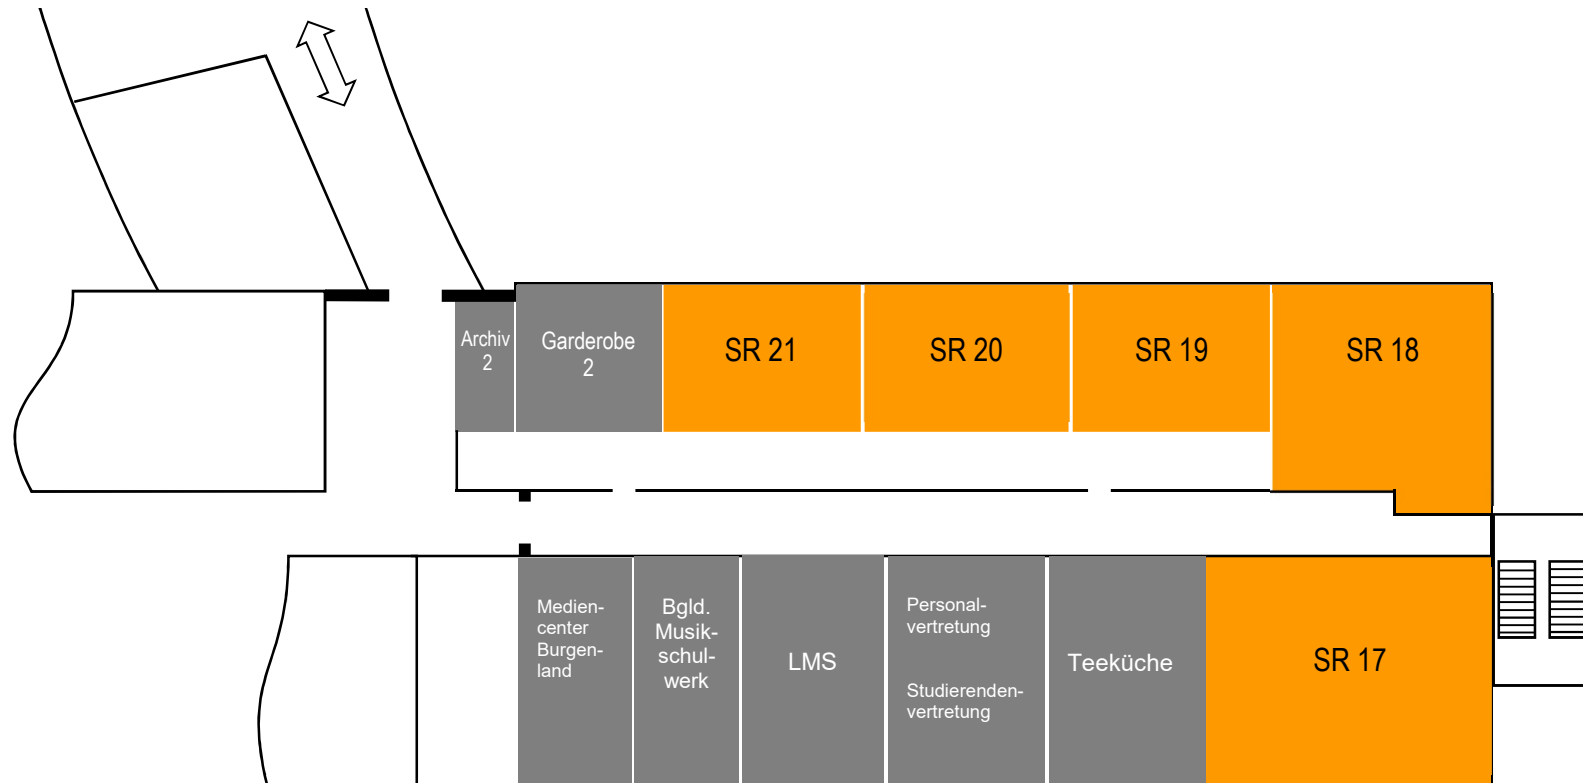 Archiv
2
Garderobe
2
SR 21
SR 20
SR 19
SR 18
Medien-
center
Burgen-
land
Bgld.
Musik-
schul-
werk
LMS
Personal-
vertretung
Studierenden-
vertretung
Teeküche
SR 17